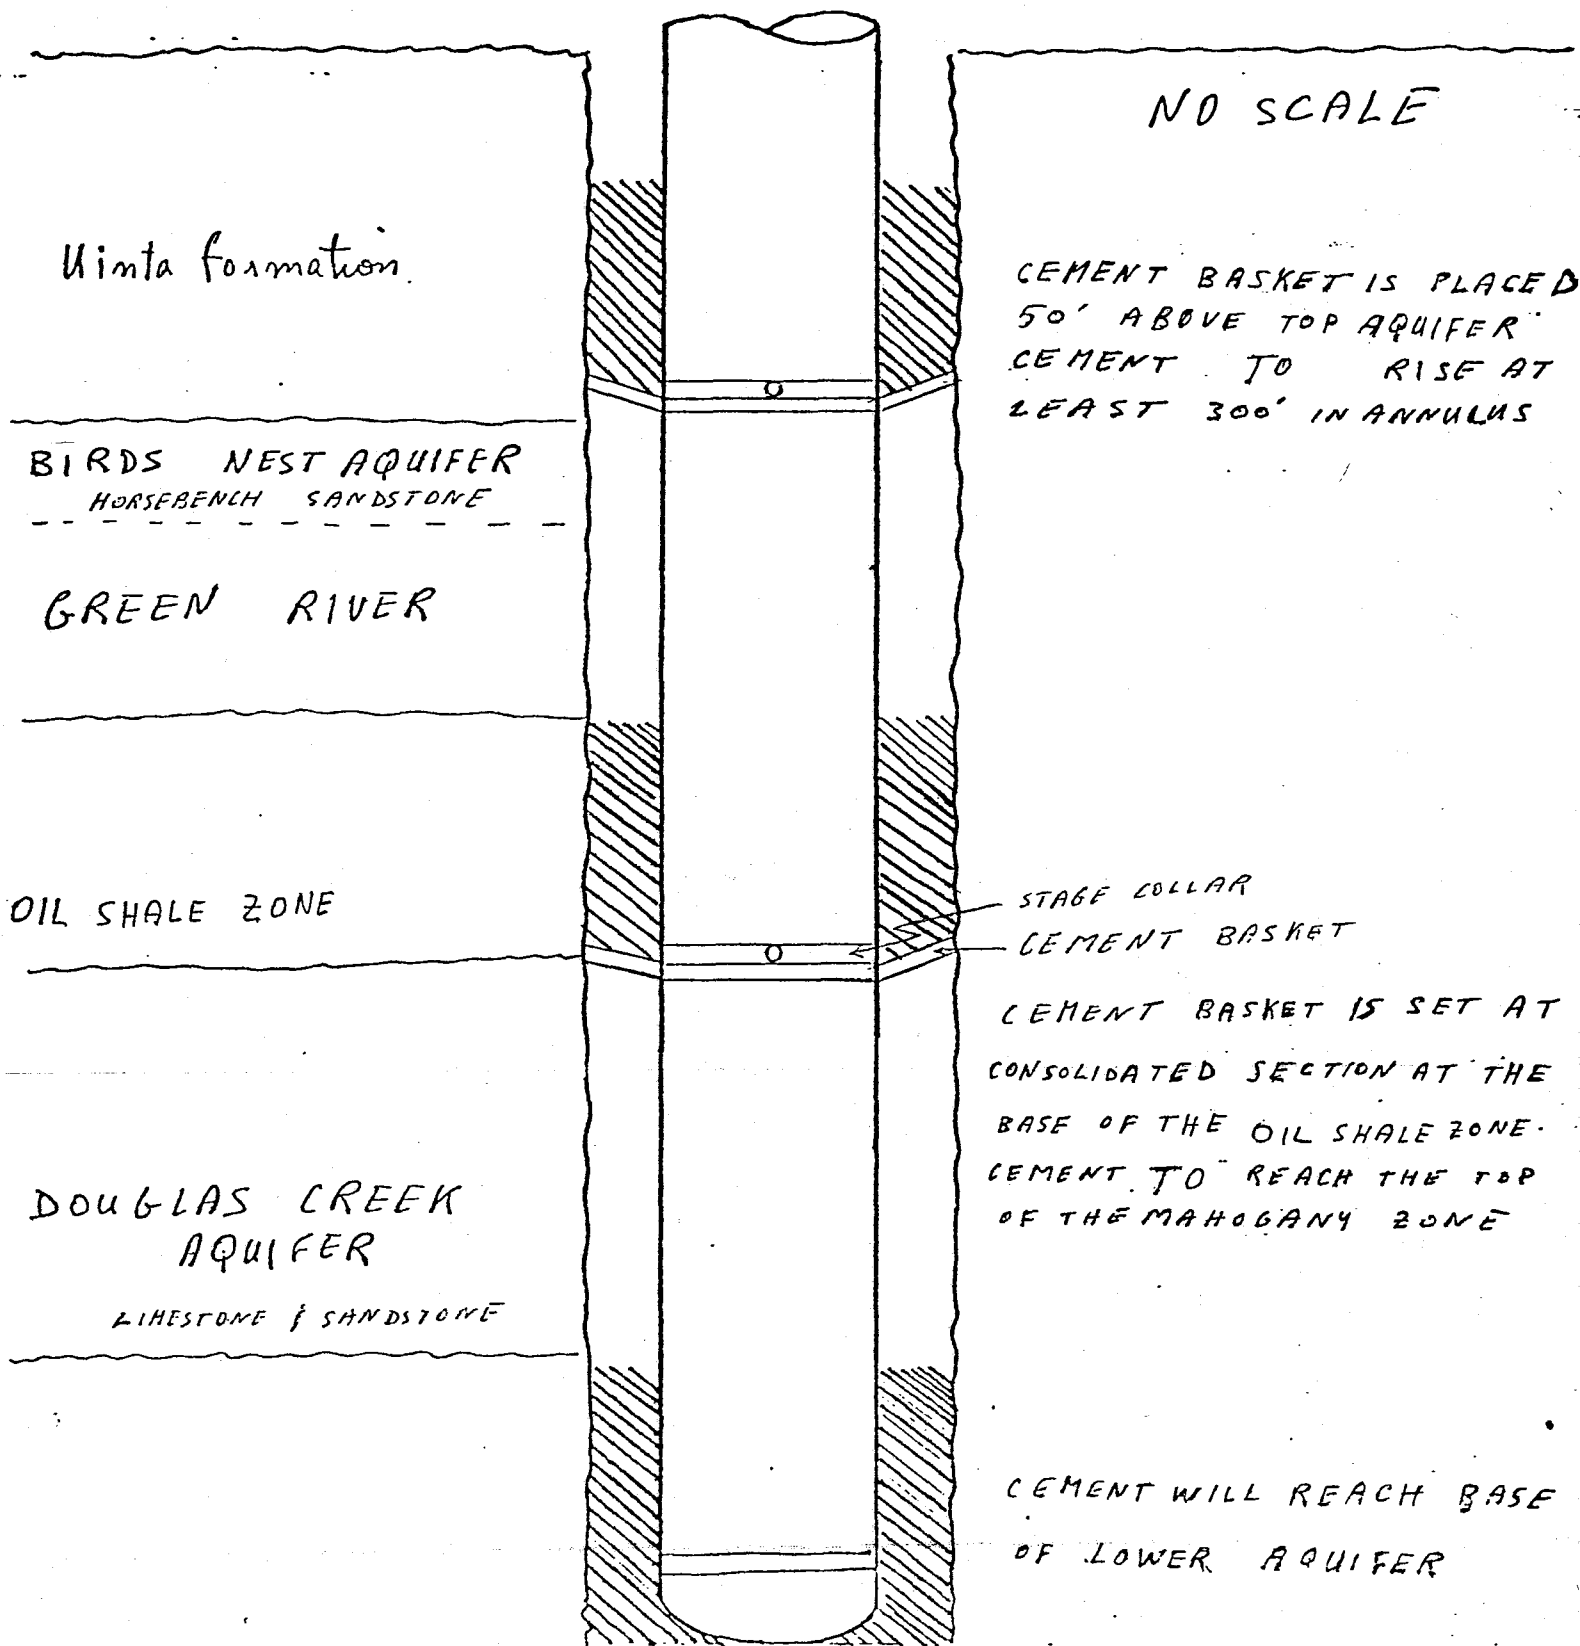 NO SCALE
Uinta formation.
CEMENT BASKET IS PLACED
50' ABOVE TOP AQUIFER
CEMENT TO RISE AT
LEAST 300' IN ANNULUS
BIRDS NEST AQUIFER
HORSEBENCH SANDSTONE
GREEN RIVER
OIL SHALE ZONE
STAGE COLLAR
CEMENT BASKET
CEMENT BASKET IS SET AT
CONSOLIDATED SECTION AT THE
BASE OF THE OIL SHALE ZONE.
CEMENT TO REACH THE TOP
OF THE MAHOGANY ZONE
DOUGLAS CREEK
AQUIFER
LIMESTONE & SANDSTONE
CEMENT WILL REACH BASE
OF LOWER AQUIFER